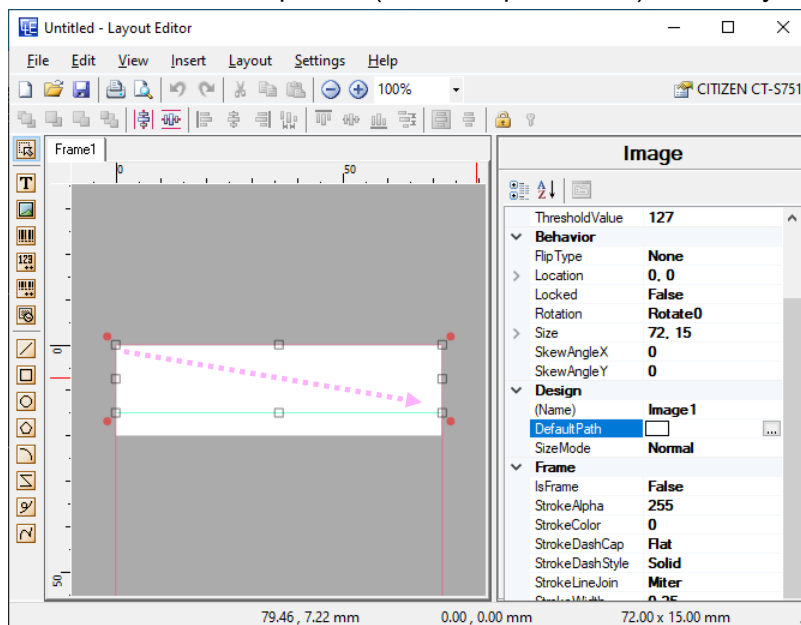 Untitled - Layout Editor
File Edit View Insert Layout Settings Help
100% CITIZEN CT-S751
Frame1
Image
0 50
ThresholdValue 127
Behavior
FlipType None
Location 0, 0
Locked False
Rotation Rotate0
Size 72, 15
SkewAngleX 0
SkewAngleY 0
Design
(Name) Image1
DefaultPath ...
SizeMode Normal
Frame
IsFrame False
StrokeAlpha 255
StrokeColor 0
StrokeDashCap Flat
StrokeDashStyle Solid
StrokeLineJoin Miter
0
50
79.46 , 7.22 mm 0.00 , 0.00 mm 72.00 x 15.00 mm